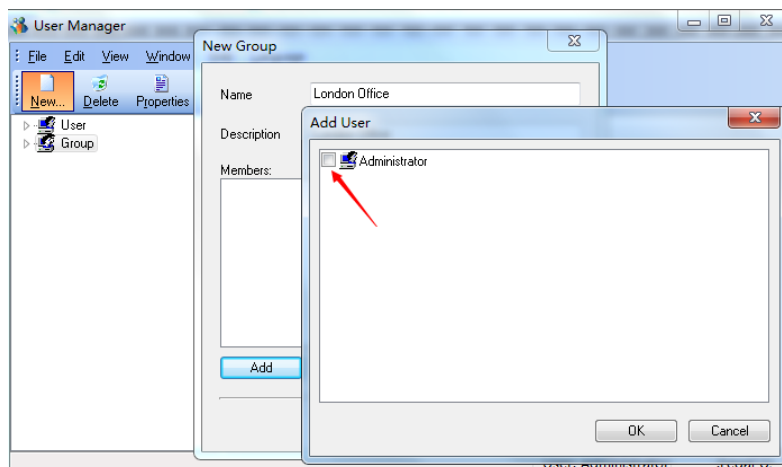 User Manager
File Edit View Window
New... Delete Properties
User
Group
New Group
Name London Office
Description
Members:
Add
Add User
Administrator
OK Cancel